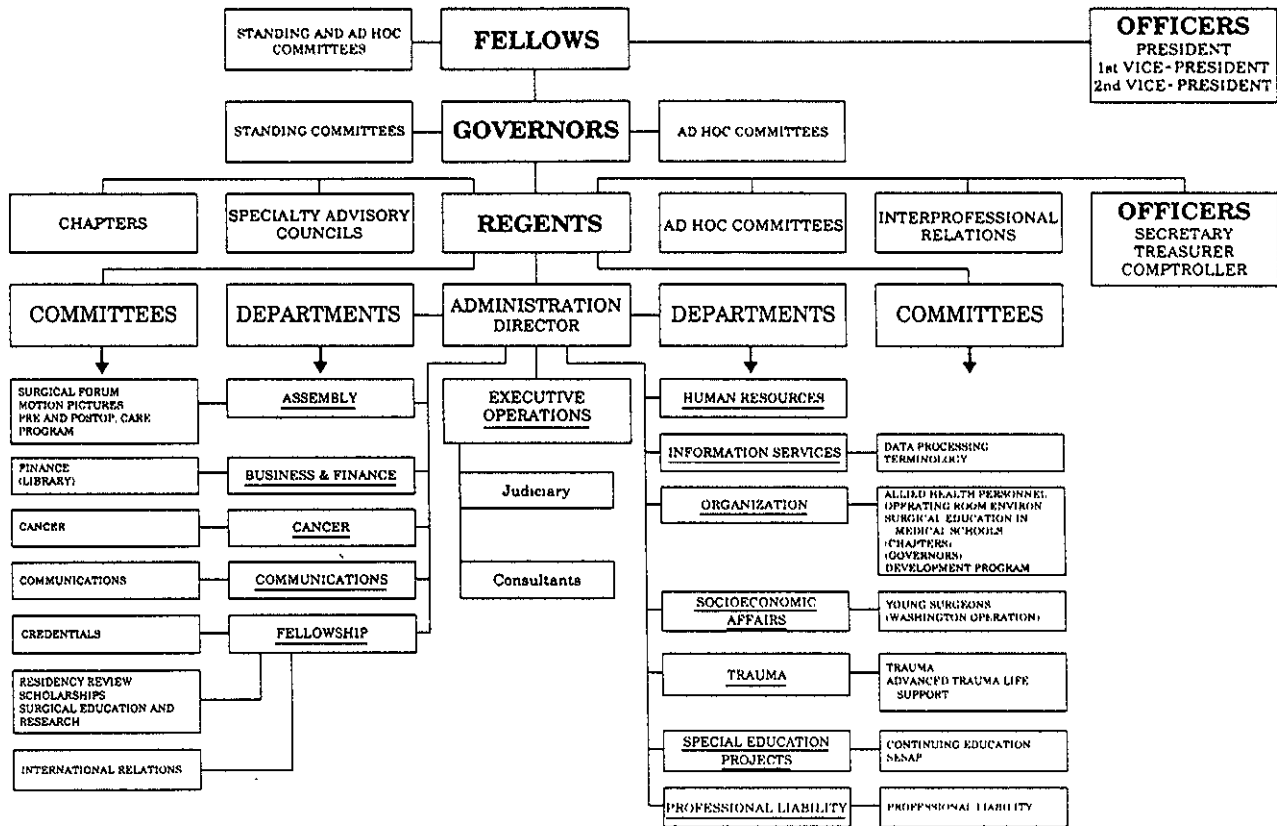 STANDING AND AD HOC
COMMITTEES
FELLOWS
OFFICERS
PRESIDENT
1st VICE-PRESIDENT
2nd VICE-PRESIDENT
STANDING COMMITTEES
GOVERNORS
AD HOC COMMITTEES
CHAPTERS
SPECIALTY ADVISORY
COUNCILS
REGENTS
AD HOC COMMITTEES
INTERPROFESSIONAL
RELATIONS
OFFICERS
SECRETARY
TREASURER
COMPTROLLER
COMMITTEES
DEPARTMENTS
ADMINISTRATION
DIRECTOR
DEPARTMENTS
COMMITTEES
SURGICAL FORUM
MOTION PICTURES
PRE AND POSTOP. CARE
PROGRAM
ASSEMBLY
EXECUTIVE
OPERATIONS
HUMAN RESOURCES
INFORMATION SERVICES
DATA PROCESSING
TERMINOLOGY
FINANCE
(LIBRARY)
BUSINESS & FINANCE
Judiciary
ORGANIZATION
ALLIED HEALTH PERSONNEL
OPERATING ROOM ENVIRON
SURGICAL EDUCATION IN
MEDICAL SCHOOLS
(CHAPTERS)
(GOVERNORS)
DEVELOPMENT PROGRAM
CANCER
CANCER
COMMUNICATIONS
COMMUNICATIONS
Consultants
SOCIOECONOMIC
AFFAIRS
YOUNG SURGEONS
(WASHINGTON OPERATION)
CREDENTIALS
FELLOWSHIP
RESIDENCY REVIEW
SCHOLARSHIPS
SURGICAL EDUCATION AND
RESEARCH
TRAUMA
TRAUMA
ADVANCED TRAUMA LIFE
SUPPORT
INTERNATIONAL RELATIONS
SPECIAL EDUCATION
PROJECTS
CONTINUING EDUCATION
SESAP
PROFESSIONAL LIABILITY
PROFESSIONAL LIABILITY